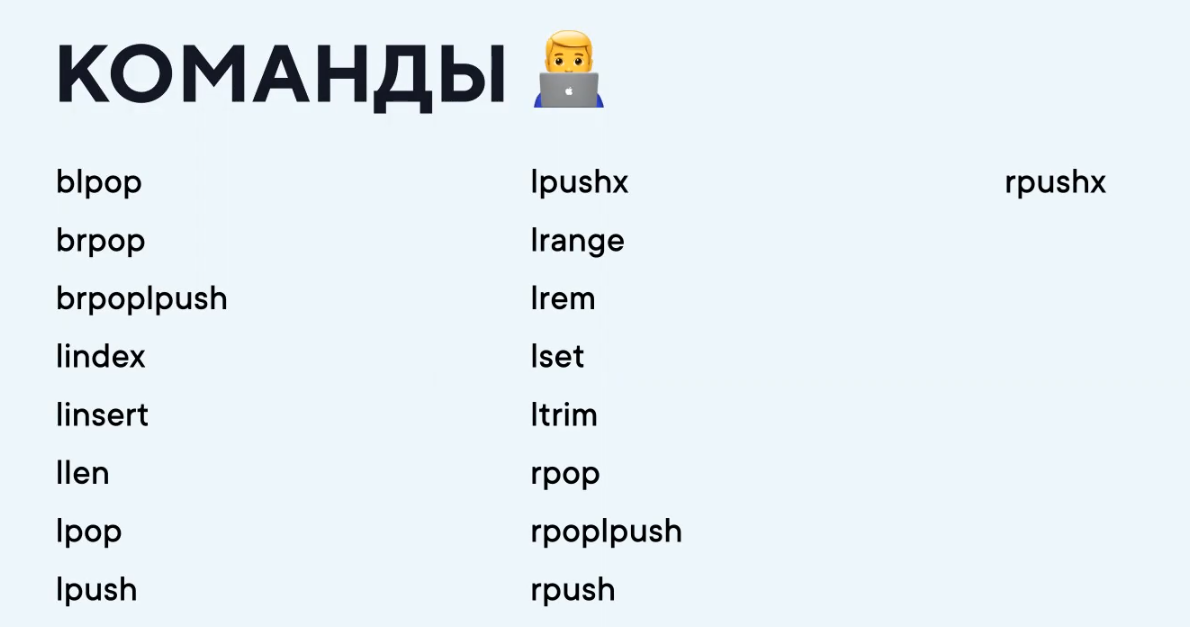 КОМАНДЫ
blpop
brpop
brpoplpush
lindex
linsert
llen
lpop
lpush
lpushx
lrange
lrem
lset
ltrim
rpop
rpoplpush
rpush
rpushx